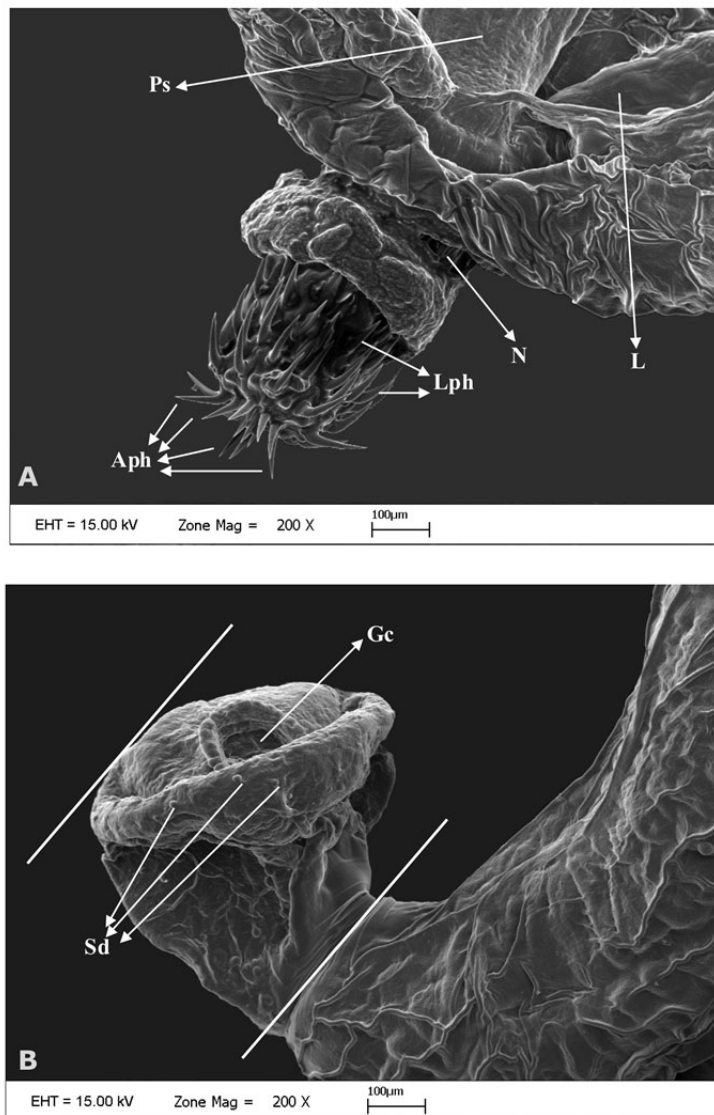 Ps
N
L
Lph
Aph
A
EHT = 15.00 kV Zone Mag = 200 X 100µm
Gc
Sd
B
EHT = 15.00 kV Zone Mag = 200 X 100µm